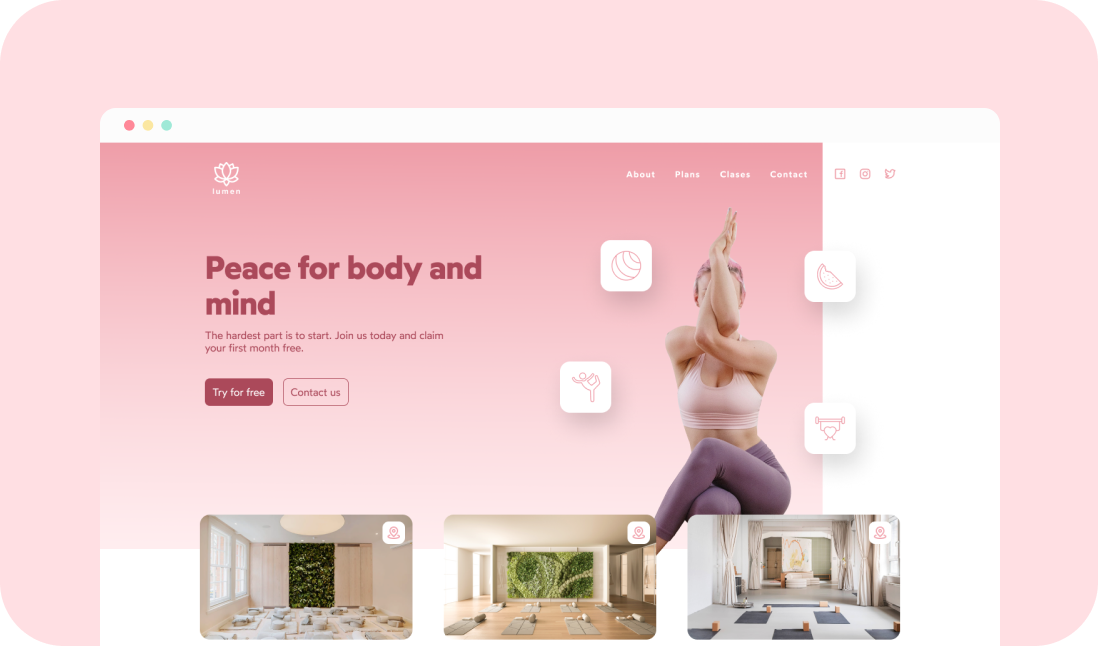 lumen
About Plans Clases Contact
Peace for body and
mind
The hardest part is to start. Join us today and claim
your first month free.
Try for free Contact us